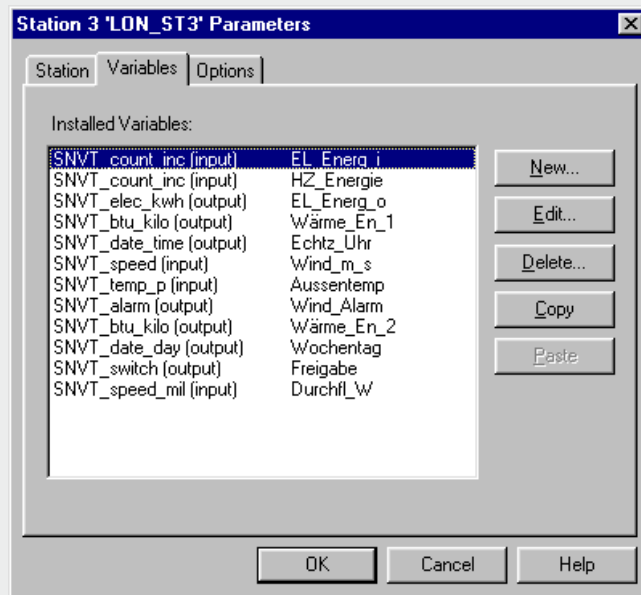 Station 3 'LON_ST3' Parameters
Station Variables Options
Installed Variables:
SNVT_count_inc (input) EL_Energ_i
SNVT_count_inc (input) HZ_Energie
SNVT_elec_kwh (output) EL_Energ_o
SNVT_btu_kilo (output) Wärme_En_1
SNVT_date_time (output) Echtz_Uhr
SNVT_speed (input) Wind_m_s
SNVT_temp_p (input) Aussentemp
SNVT_alarm (output) Wind_Alarm
SNVT_btu_kilo (output) Wärme_En_2
SNVT_date_day (output) Wochentag
SNVT_switch (output) Freigabe
SNVT_speed_mil (input) Durchfl_W
New...
Edit...
Delete...
Copy
Paste
OK Cancel Help